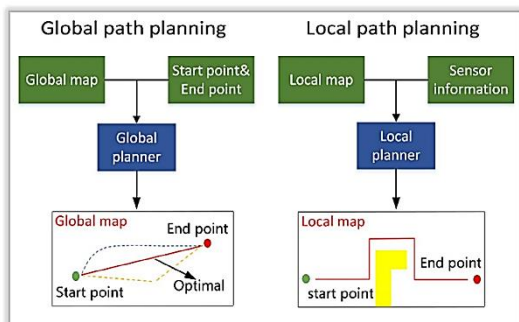 Global path planning
Local path planning
Global map
Start point&
End point
Local map
Sensor
information
Global
planner
Local
planner
Global map
End point
Start point
Optimal
Local map
End point
start point